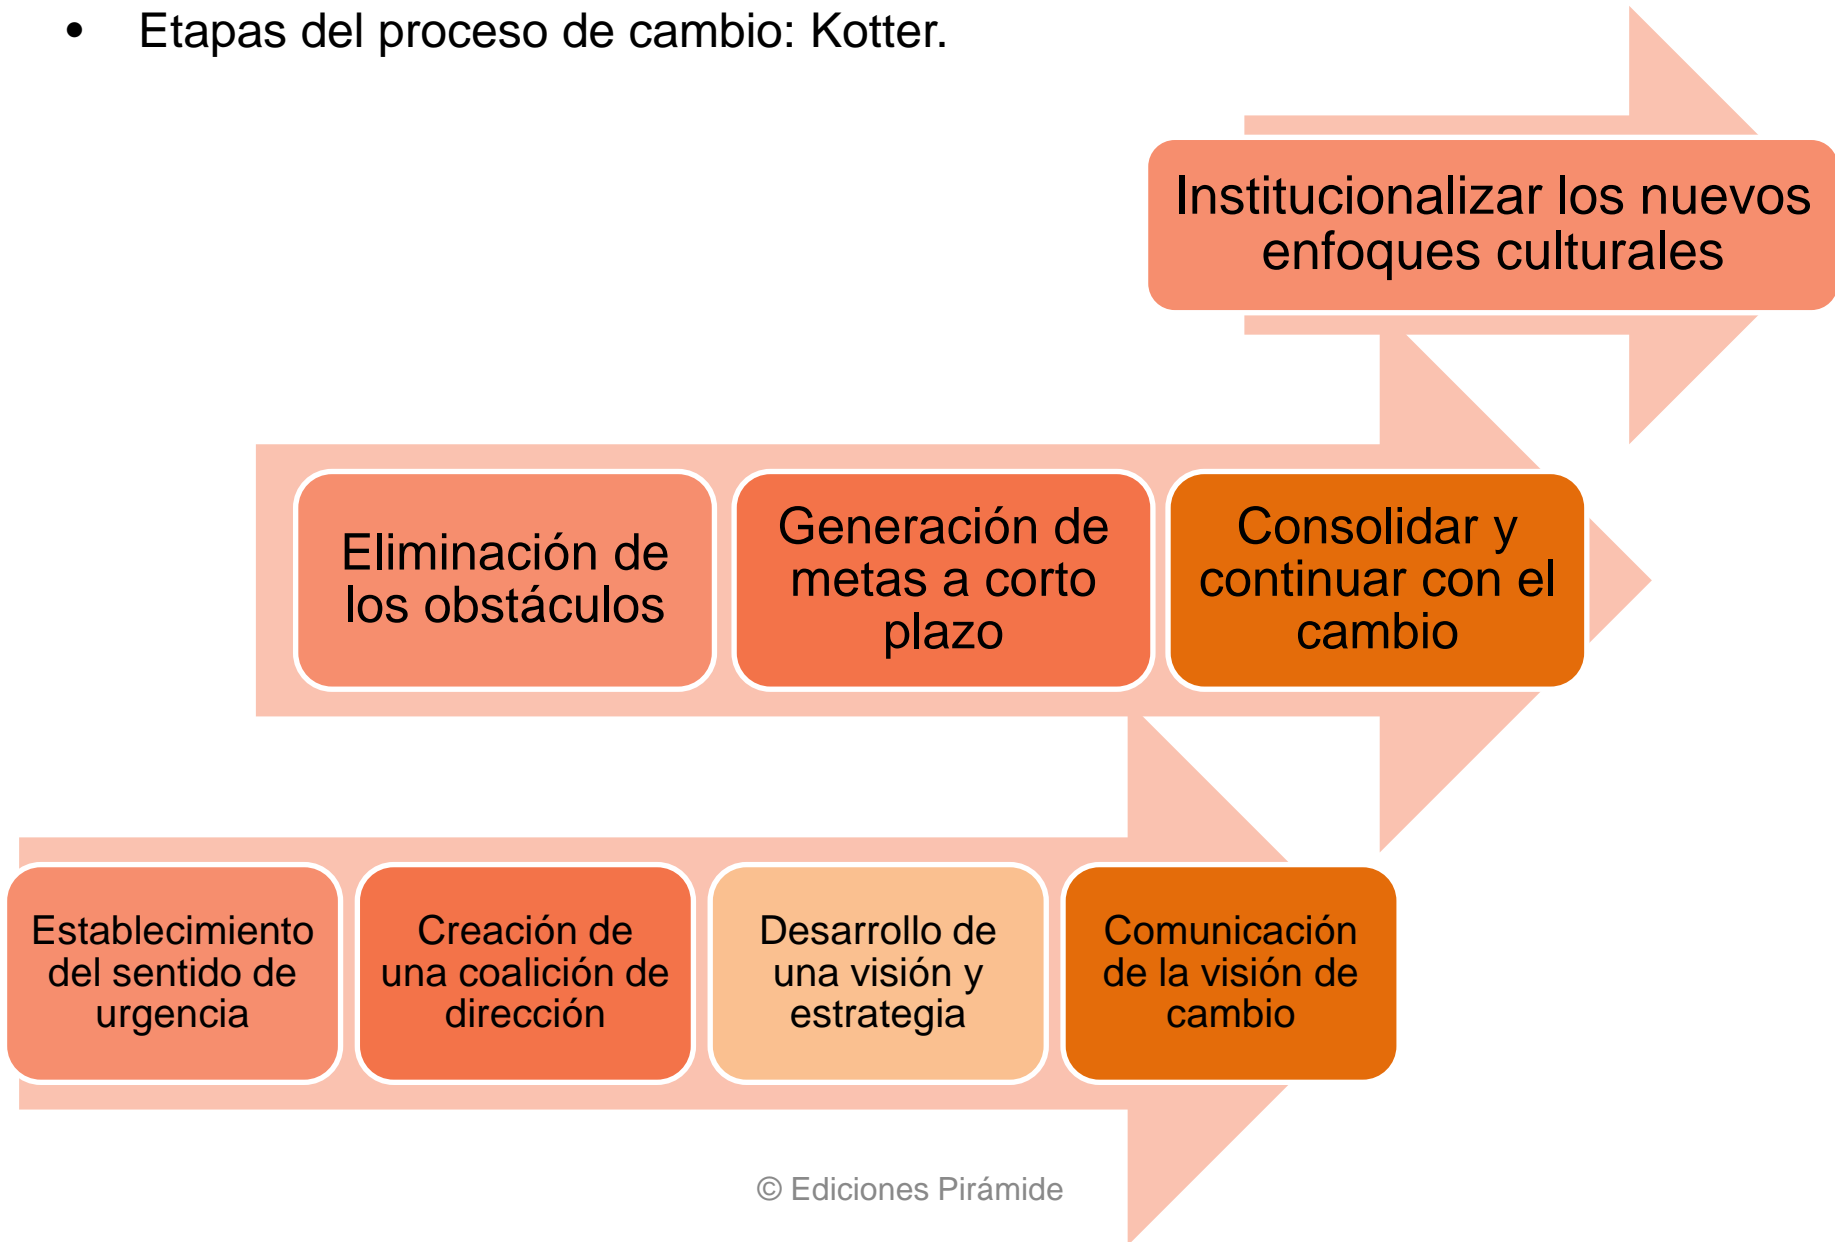 • Etapas del proceso de cambio: Kotter.
Institucionalizar los nuevos
enfoques culturales
Eliminación de
los obstáculos
Generación de
metas a corto
plazo
Consolidar y
continuar con el
cambio
Establecimiento
del sentido de
urgencia
Creación de
una coalición de
dirección
Desarrollo de
una visión y
estrategia
Comunicación
de la visión de
cambio
© Ediciones Pirámide